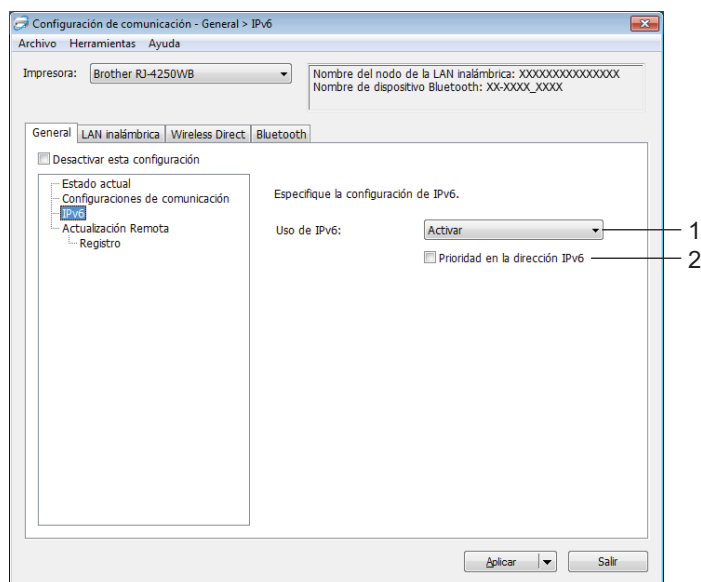 Configuración de comunicación - General > IPv6
Archivo Herramientas Ayuda
Impresora: Brother RJ-4250WB
Nombre del nodo de la LAN inalámbrica: XXXXXXXXXXXXXXX
Nombre de dispositivo Bluetooth: XX-XXXX_XXXX
General LAN inalámbrica Wireless Direct Bluetooth
Desactivar esta configuración
Estado actual
Configuraciones de comunicación
IPv6
Actualización Remota
Registro
Especifique la configuración de IPv6.
Uso de IPv6: Activar 1
Prioridad en la dirección IPv6 2
Aplicar Salir